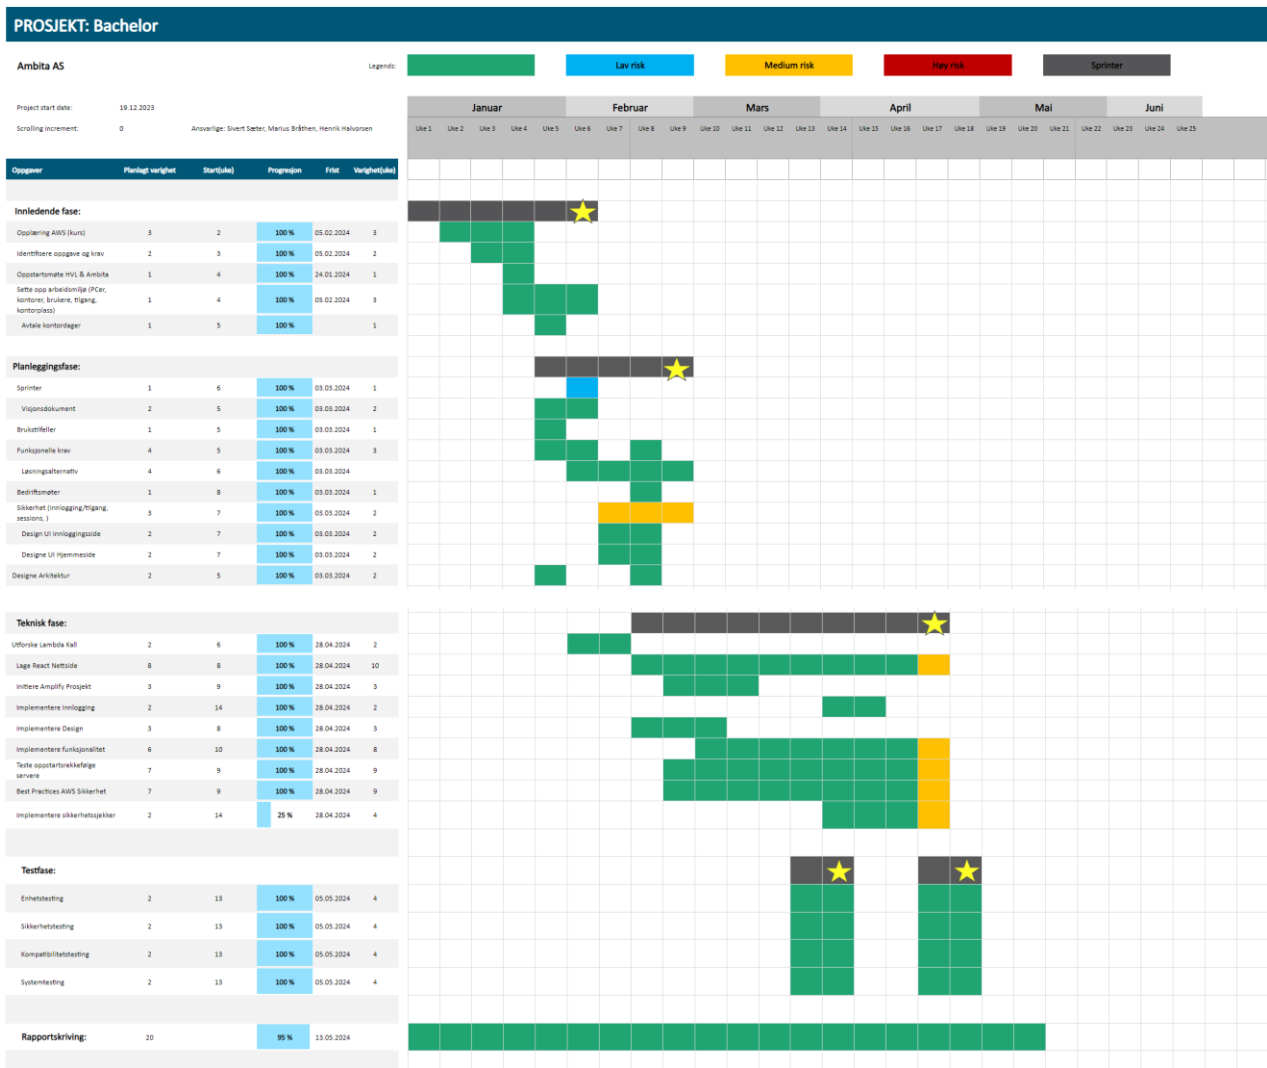 PROSJEKT: Bachelor
Ambita AS
Legends:
Lav risk
Medium risk
Høy risk
Sprinter
Project start date: 19.12.2023
Januar Februar Mars April Mai Juni
Scrolling increment: 0 Ansvarlige: Sivert Sæter, Marius Bråthen, Henrik Halvorsen
Uke 1 Uke 2 Uke 3 Uke 4 Uke 5 Uke 6 Uke 7 Uke 8 Uke 9 Uke 10 Uke 11 Uke 12 Uke 13 Uke 14 Uke 15 Uke 16 Uke 17 Uke 18 Uke 19 Uke 20 Uke 21 Uke 22 Uke 23 Uke 24 Uke 25
Oppgaver Planlagt varighet Start(uke) Progresjon Frist Varighet(uke)
Innledende fase:
Opplæring AWS (kurs) 3 2 100 % 05.02.2024 3
Identifisere oppgave og krav 2 3 100 % 05.02.2024 2
Oppstartsmøte HVL & Ambita 1 4 100 % 24.01.2024 1
Sette opp arbeidsmiljø (PCer,
kontorer, brukere, tilgang, 1 4 100 % 05.02.2024 3
kontorplass)
Avtale kontordager 1 5 100 % 1
Planleggingsfase:
Sprinter 1 6 100 % 03.03.2024 1
Visjonsdokument 2 5 100 % 03.03.2024 2
Brukstilfeller 1 5 100 % 03.03.2024 1
Funksjonelle krav 4 5 100 % 03.03.2024 3
Løsningsalternativ 4 6 100 % 03.03.2024
Bedriftsmøter 1 8 100 % 03.03.2024 1
Sikkerhet (Innlogging/tilgang, 3 7 100 % 03.03.2024 2
sessions, )
Design UI Innloggingsside 2 7 100 % 03.03.2024 2
Designe UI Hjemmeside 2 7 100 % 03.03.2024 2
Designe Arkitektur 2 5 100 % 03.03.2024 2
Teknisk fase:
Utforske Lambda Kall 2 6 100 % 28.04.2024 2
Lage React Nettside 8 8 100 % 28.04.2024 10
Initiere Amplify Prosjekt 3 9 100 % 28.04.2024 3
Implementere Innlogging 2 14 100 % 28.04.2024 2
Implementere Design 3 8 100 % 28.04.2024 3
Implementere funksjonalitet 6 10 100 % 28.04.2024 8
Teste oppstartsrekkefølge 7 9 100 % 28.04.2024 9
servere
Best Practices AWS Sikkerhet 7 9 100 % 28.04.2024 9
Implementere sikkerhetssjekker 2 14 25 % 28.04.2024 4
Testfase:
Enhetstesting 2 13 100 % 05.05.2024 4
Sikkerhetstesting 2 13 100 % 05.05.2024 4
Kompatibilitetstesting 2 13 100 % 05.05.2024 4
Systemtesting 2 13 100 % 05.05.2024 4
Rapportskriving: 20 95 % 13.05.2024